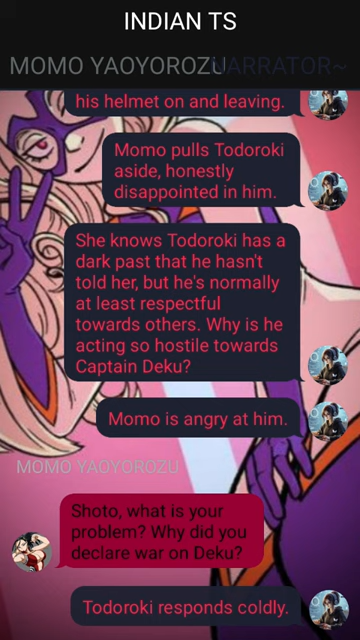 INDIAN TS
MOMO YAOYOROZU
NARRATOR~
his helmet on and leaving.
Momo pulls Todoroki
aside, honestly
disappointed in him.
She knows Todoroki has a
dark past that he hasn't
told her, but he's normally
at least respectful
towards others. Why is he
acting so hostile towards
Captain Deku?
Momo is angry at him.
MOMO YAOYOROZU
Shoto, what is your
problem? Why did you
declare war on Deku?
Todoroki responds coldly.